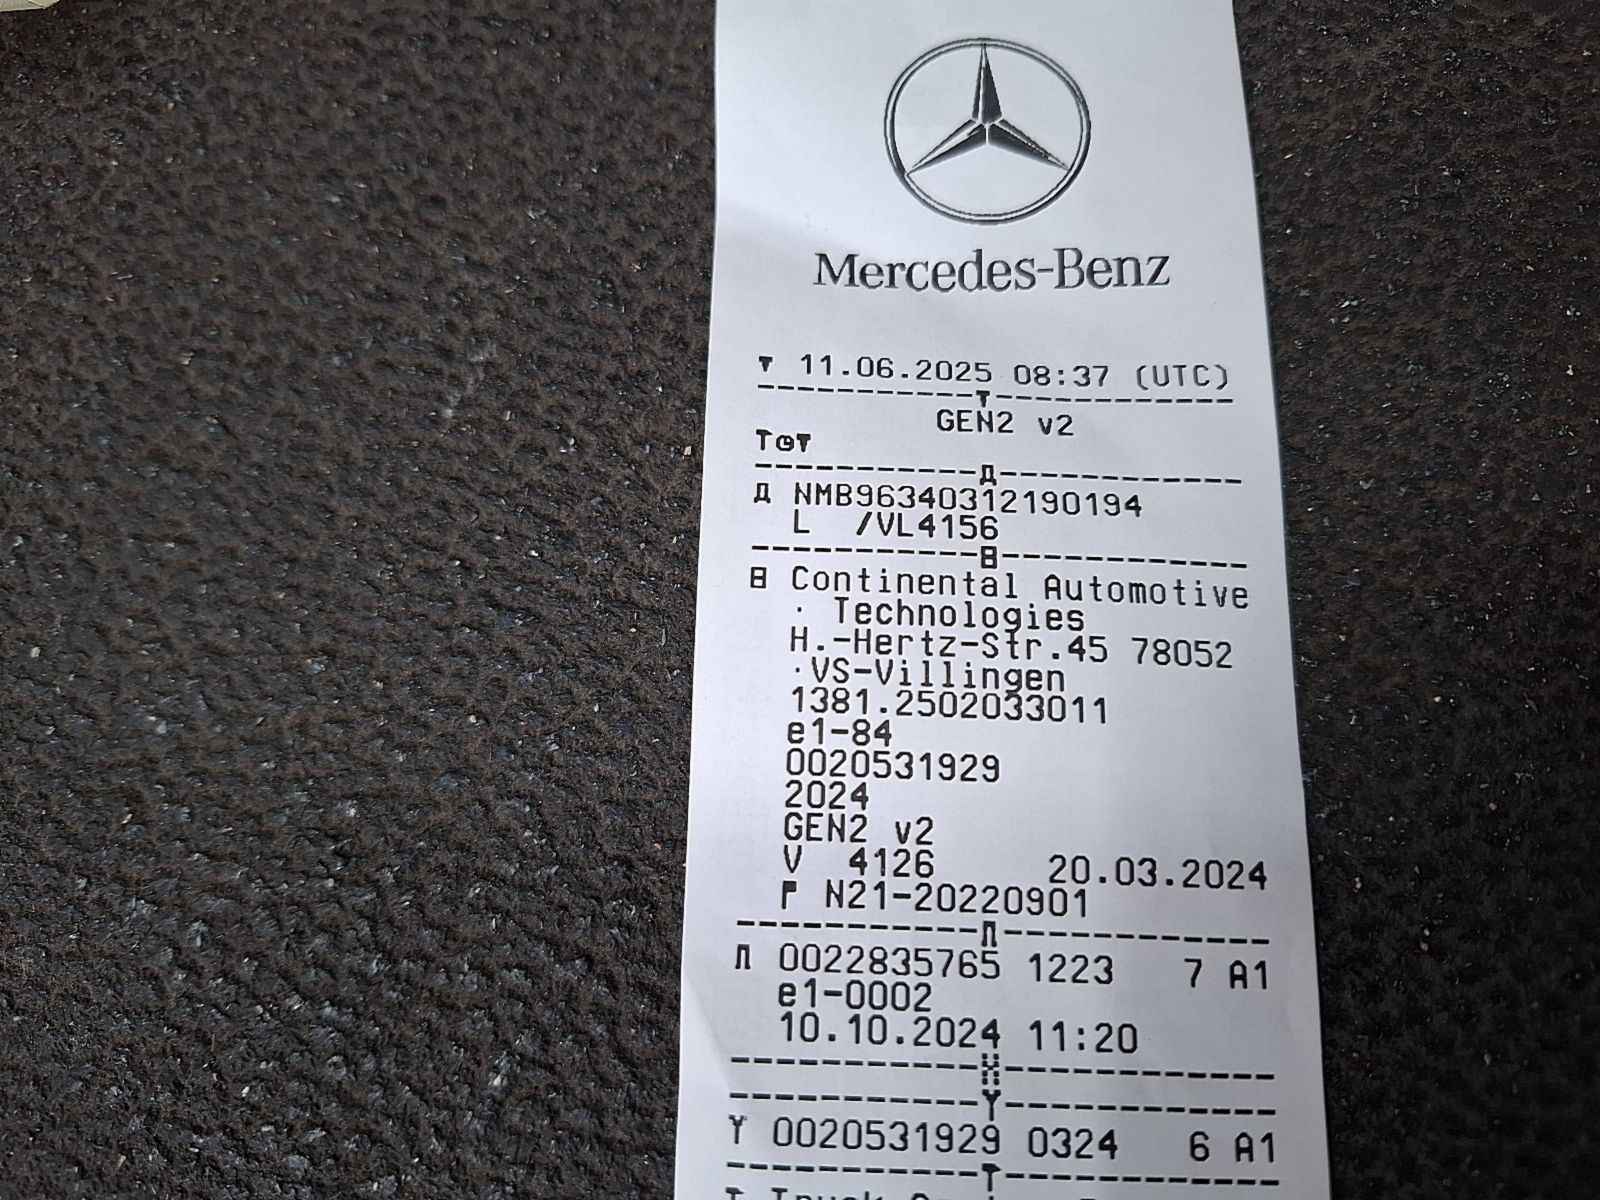 Mercedes-Benz
▼ 11.06.2025 08:37 (UTC)
GEN2 v2
NMB96340312190194
L /VL4156
Continental Automotive
Technologies
H.-Hertz-Str.45 78052
VS-Villingen
1381.2502033011
e1-84
0020531929
2024
GEN2 v2
V 4126 20.03.2024
N21-20220901
0022835765 1223 7 A1
e1-0002
10.10.2024 11:20
0020531929 0324 6 A1